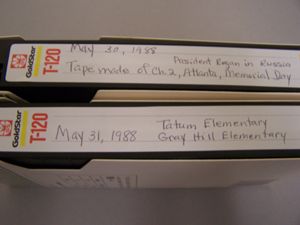 GoldStar
T-120
May 30, 1988 President Regan in Russia
Tape made of Ch.2, Atlanta, Memorial Day
GoldStar
T-120
Tatum Elementary
May 31, 1988 Gray Hill Elementary